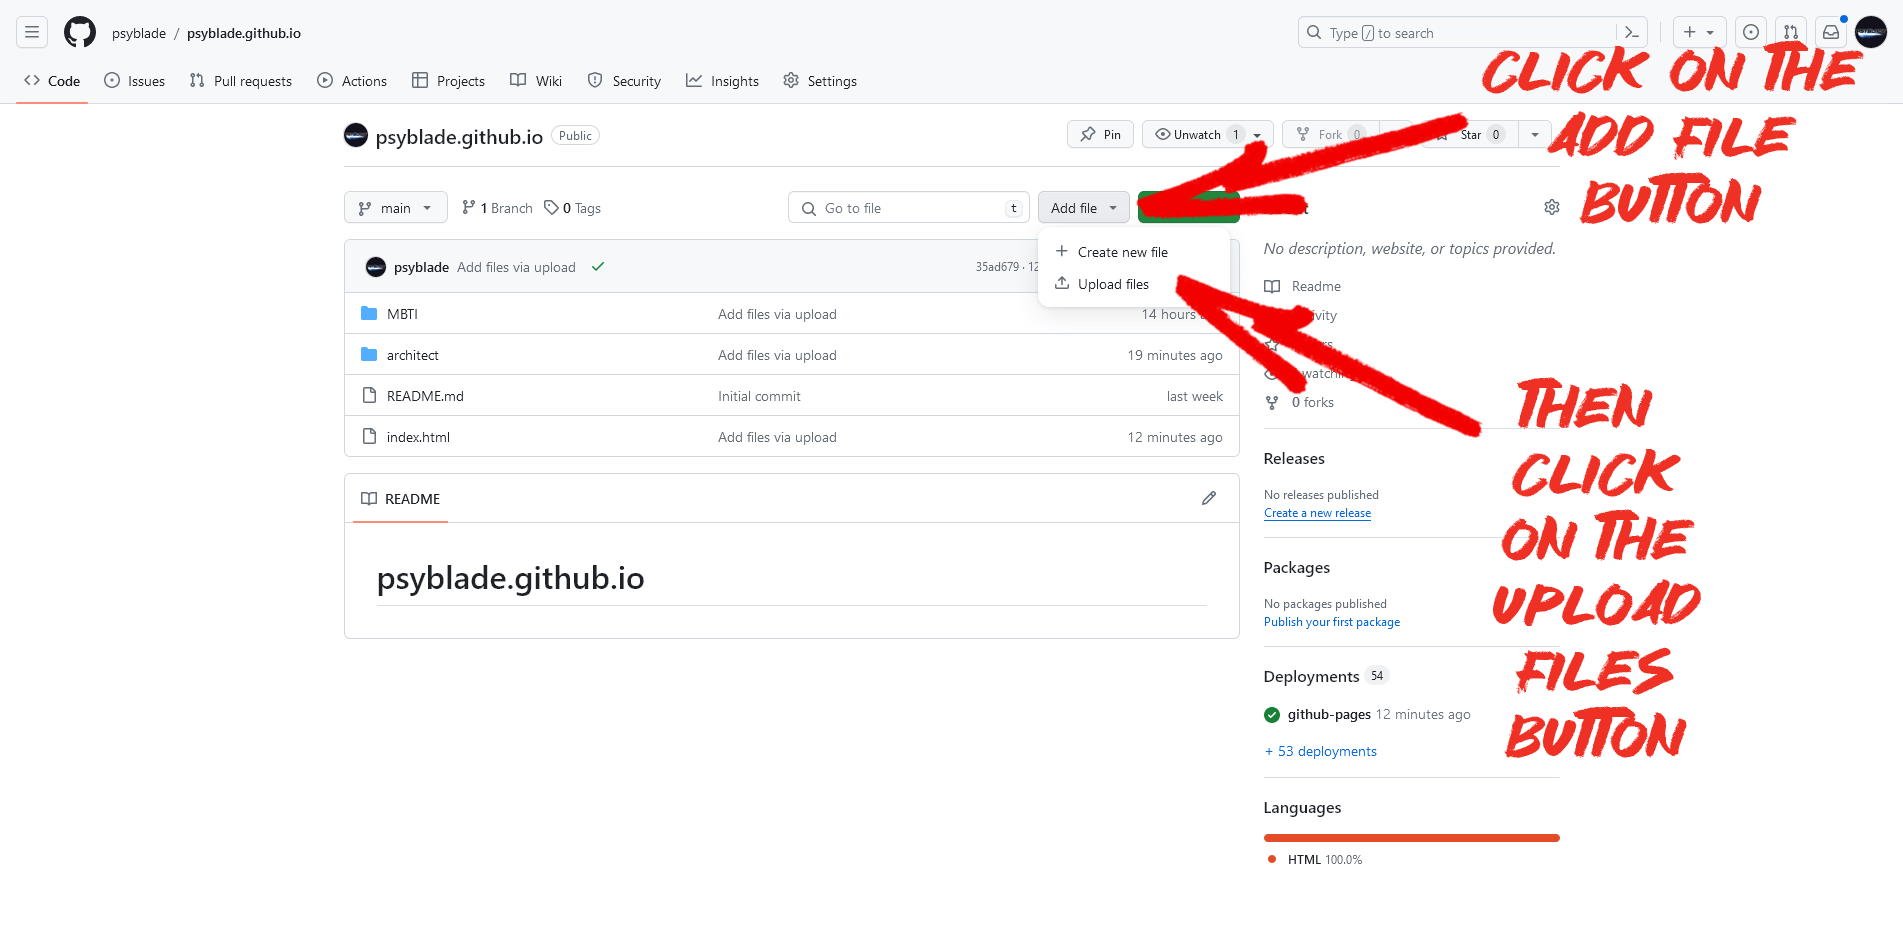 psyblade / psyblade.github.io
Type / to search
Code Issues Pull requests Actions Projects Wiki Security Insights Settings
CLICK ON THE
ADD FILE
BUTTON
psyblade.github.io Public
Pin Unwatch 1 Fork 0 Star 0
main 1 Branch 0 Tags
Go to file t Add file
Create new file
Upload files
psyblade Add files via upload 35ad679 · 12
MBTI Add files via upload 14 hours
architect Add files via upload 19 minutes ago
README.md Initial commit last week
index.html Add files via upload 12 minutes ago
README
psyblade.github.io
No description, website, or topics provided.
Readme
0 forks
Releases
No releases published
Create a new release
Packages
No packages published
Publish your first package
Deployments 54
github-pages 12 minutes ago
+ 53 deployments
Languages
HTML 100.0%
THEN
CLICK
ON THE
UPLOAD
FILES
BUTTON